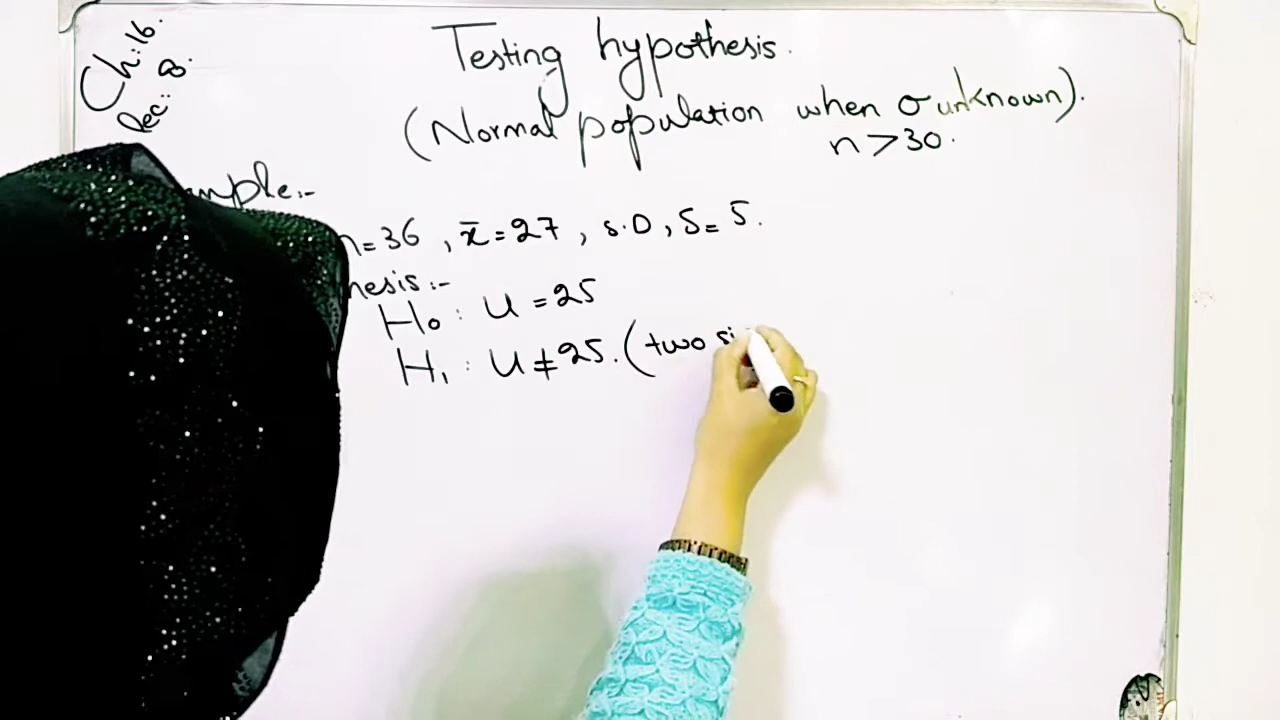 Ch: 16.
Lec: 8.
Testing hypothesis.
(Normal population when σ unknown).
n > 30.
mple:-
n = 36 , x̄ = 27 , s.D , S = 5.
hesis:-
H₀ : U = 25
H₁ : U ≠ 25. (two si